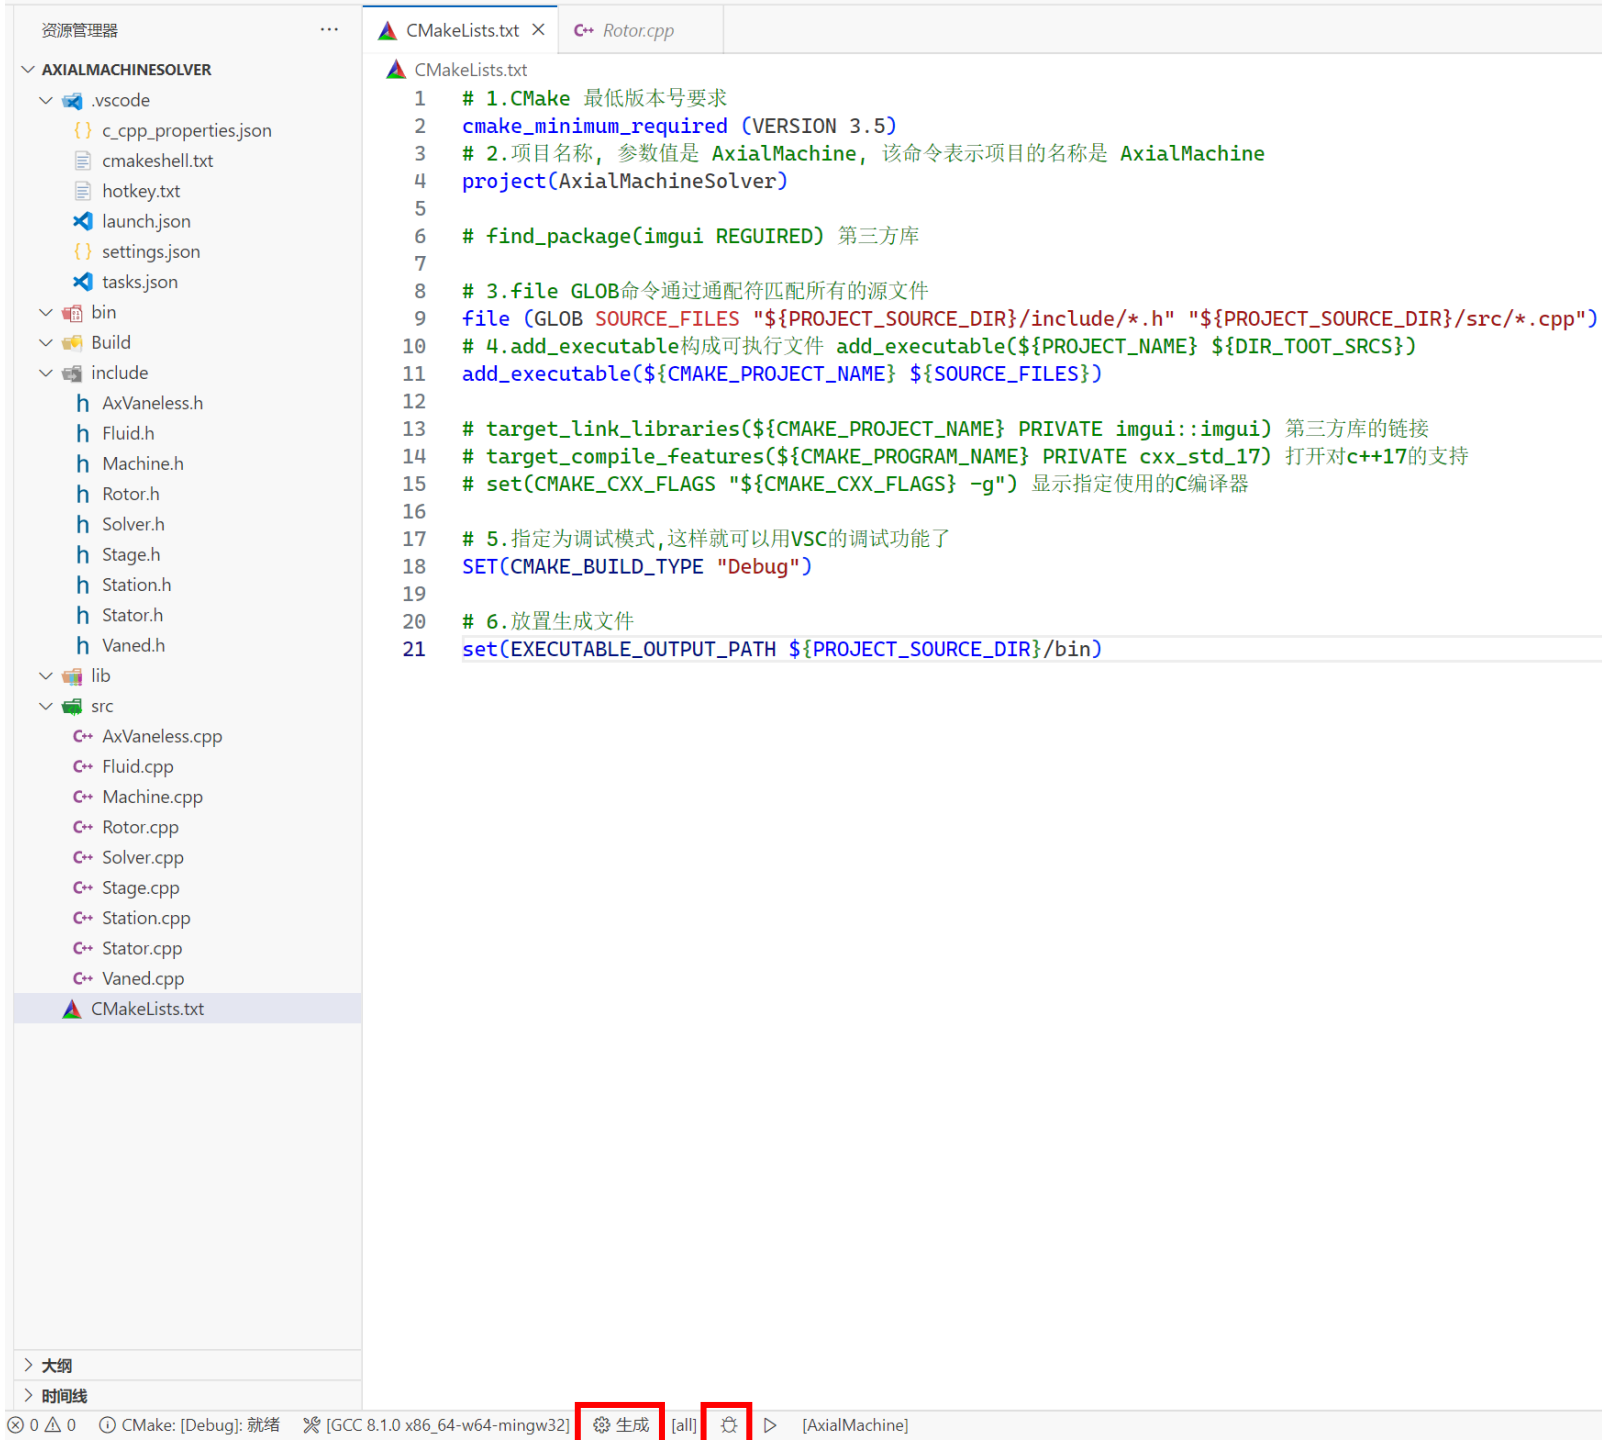 资源管理器 ···
AXIALMACHINESOLVER
.vscode
{} c_cpp_properties.json
cmakeshell.txt
hotkey.txt
launch.json
{} settings.json
tasks.json
bin
Build
include
h AxVaneless.h
h Fluid.h
h Machine.h
h Rotor.h
h Solver.h
h Stage.h
h Station.h
h Stator.h
h Vaned.h
lib
src
C++ AxVaneless.cpp
C++ Fluid.cpp
C++ Machine.cpp
C++ Rotor.cpp
C++ Solver.cpp
C++ Stage.cpp
C++ Station.cpp
C++ Stator.cpp
C++ Vaned.cpp
CMakeLists.txt
大纲
时间线
CMakeLists.txt × C++ Rotor.cpp
CMakeLists.txt
1 # 1.CMake 最低版本号要求
2 cmake_minimum_required (VERSION 3.5)
3 # 2.项目名称, 参数值是 AxialMachine, 该命令表示项目的名称是 AxialMachine
4 project(AxialMachineSolver)
5
6 # find_package(imgui REGUIRED) 第三方库
7
8 # 3.file GLOB命令通过通配符匹配所有的源文件
9 file (GLOB SOURCE_FILES "${PROJECT_SOURCE_DIR}/include/*.h" "${PROJECT_SOURCE_DIR}/src/*.cpp")
10 # 4.add_executable构成可执行文件 add_executable(${PROJECT_NAME} ${DIR_TOOT_SRCS})
11 add_executable(${CMAKE_PROJECT_NAME} ${SOURCE_FILES})
12
13 # target_link_libraries(${CMAKE_PROJECT_NAME} PRIVATE imgui::imgui) 第三方库的链接
14 # target_compile_features(${CMAKE_PROGRAM_NAME} PRIVATE cxx_std_17) 打开对c++17的支持
15 # set(CMAKE_CXX_FLAGS "${CMAKE_CXX_FLAGS} -g") 显示指定使用的C编译器
16
17 # 5.指定为调试模式,这样就可以用VSC的调试功能了
18 SET(CMAKE_BUILD_TYPE "Debug")
19
20 # 6.放置生成文件
21 set(EXECUTABLE_OUTPUT_PATH ${PROJECT_SOURCE_DIR}/bin)
0 0 CMake: [Debug]: 就绪 [GCC 8.1.0 x86_64-w64-mingw32] 生成 [all] [AxialMachine]